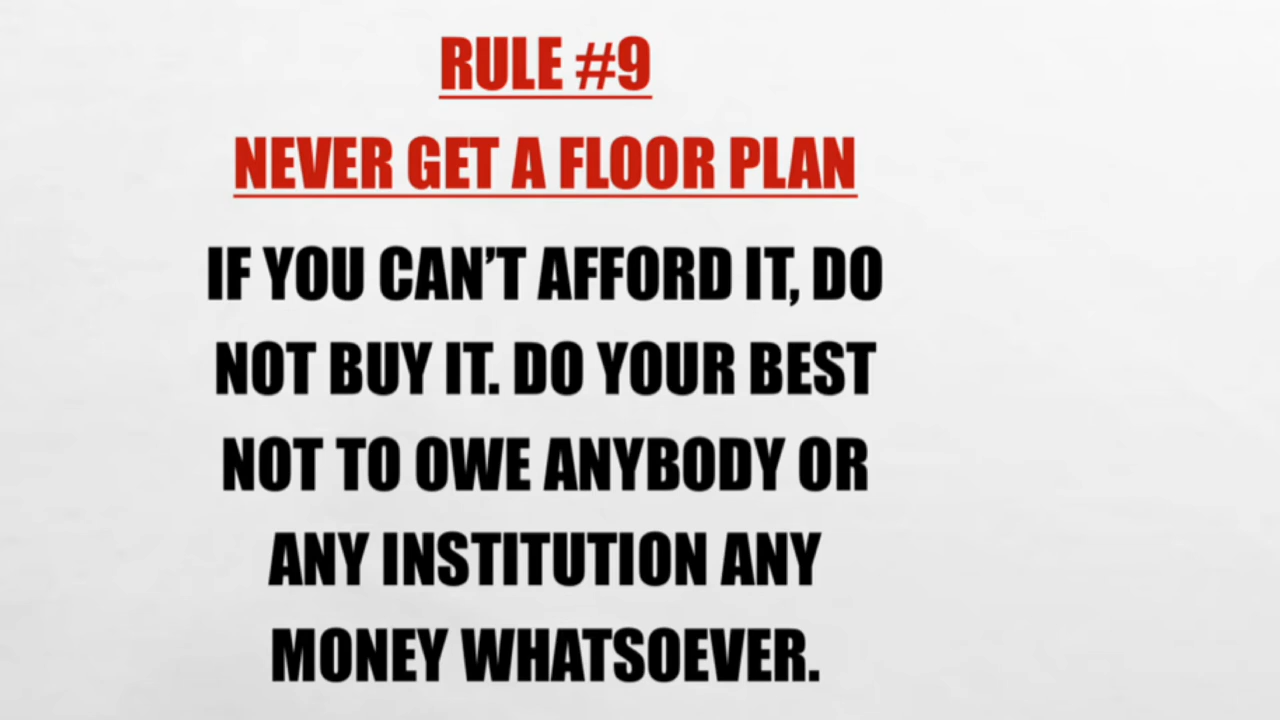 RULE #9
NEVER GET A FLOOR PLAN
IF YOU CAN’T AFFORD IT, DO
NOT BUY IT. DO YOUR BEST
NOT TO OWE ANYBODY OR
ANY INSTITUTION ANY
MONEY WHATSOEVER.